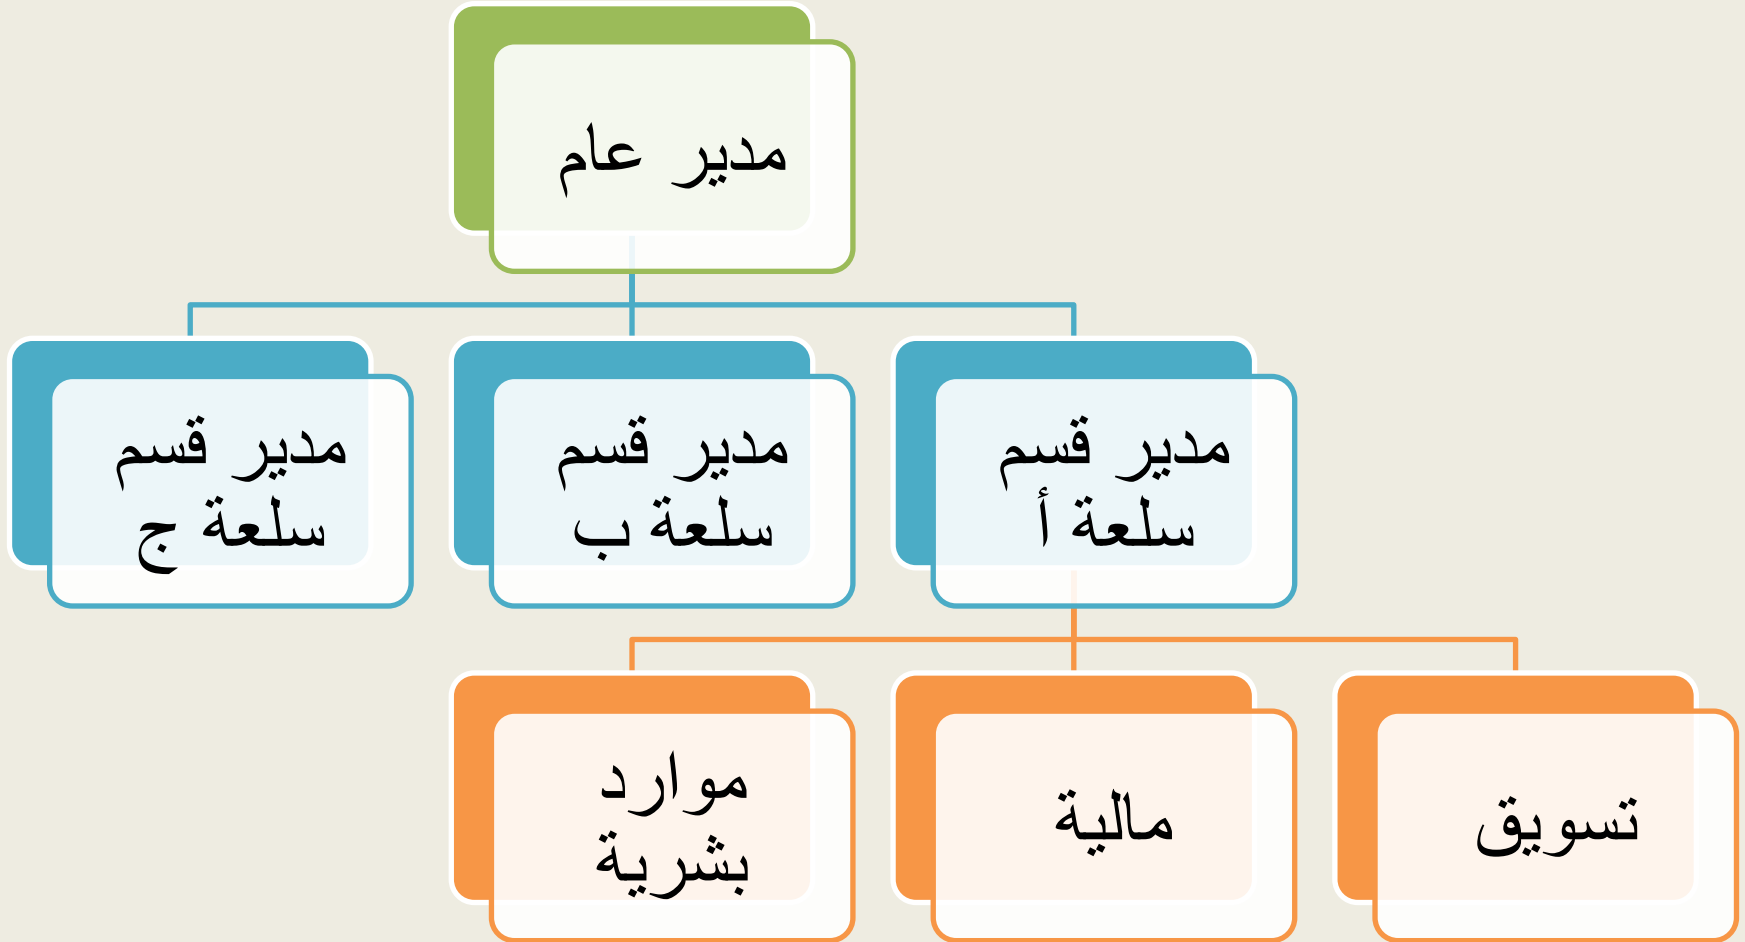 مدير عام
مدير قسم
سلعة أ
مدير قسم
سلعة ب
مدير قسم
سلعة ج
تسويق
مالية
موارد
بشرية